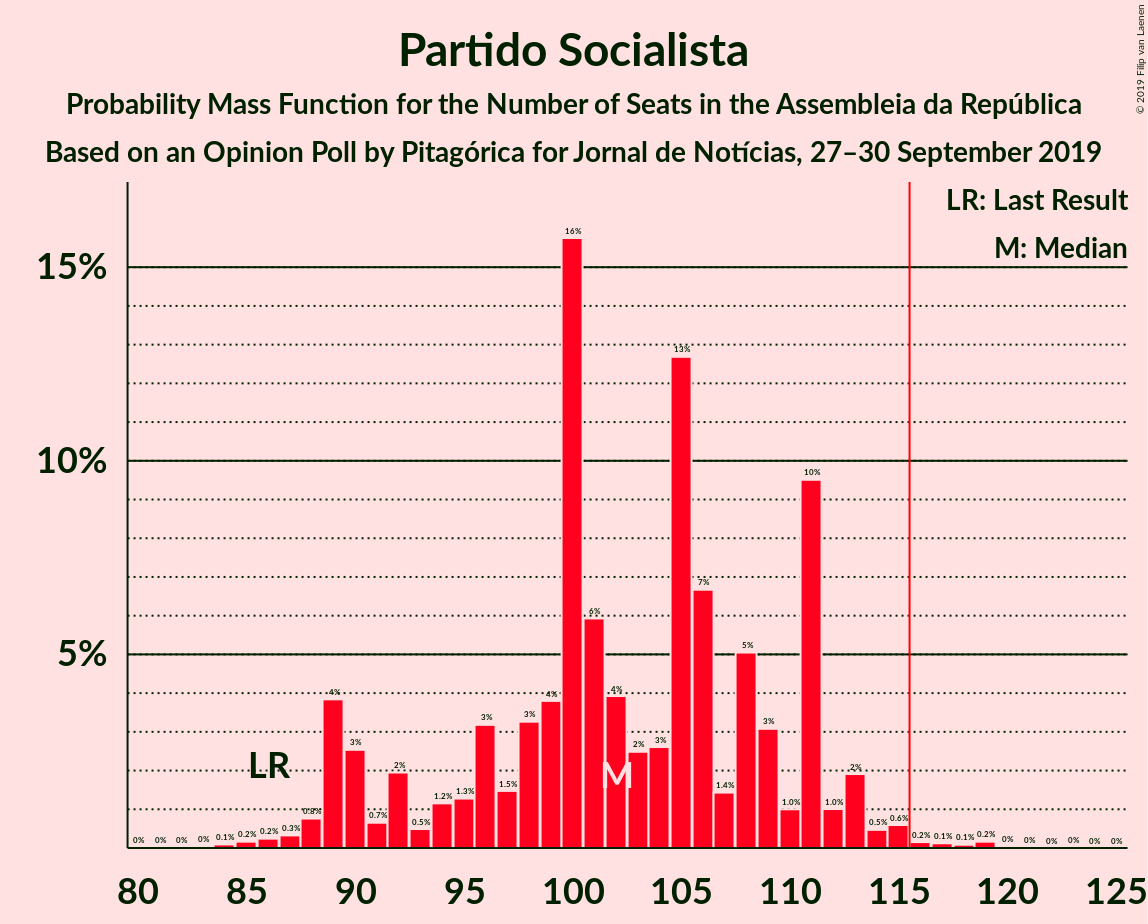 Partido Socialista
Probability Mass Function for the Number of Seats in the Assembleia da República
Based on an Opinion Poll by Pitagórica for Jornal de Notícias, 27–30 September 2019
© 2019 Filip van Laenen
LR: Last Result
M: Median
15%
10%
5%
0% 0% 0% 0% 0.1% 0.2% 0.2% 0.3% 0.8% 4% 3% 0.7% 2% 0.5% 1.2% 1.3% 3% 1.5% 3% 4% 16% 6% 4% 2% 3% 13% 7% 1.4% 5% 3% 1.0% 10% 1.0% 2% 0.5% 0.6% 0.2% 0.1% 0.1% 0.2% 0% 0% 0% 0% 0% 0%
LR
M
80 85 90 95 100 105 110 115 120 125